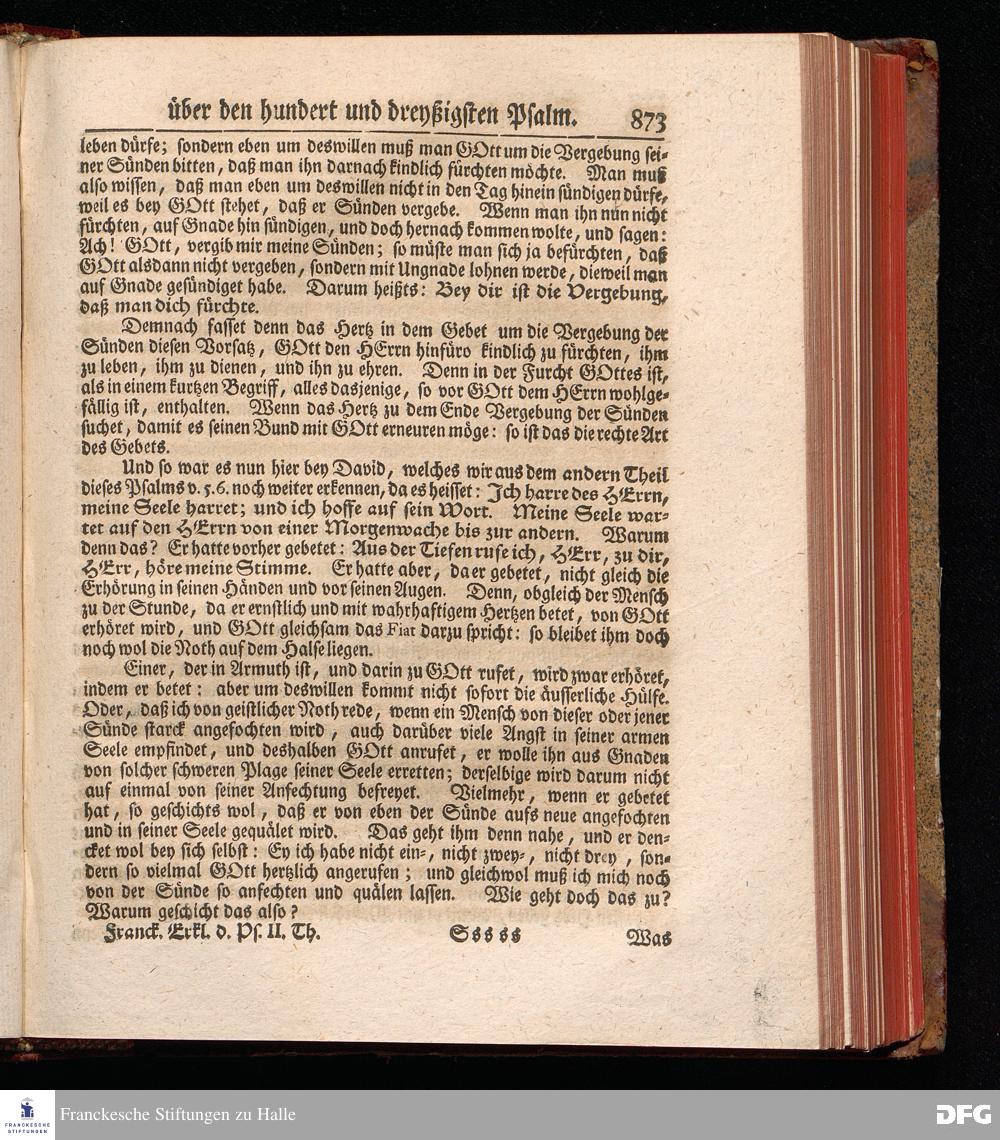 über den hundert und dreyßigsten Psalm. 873
leben dürfe; sondern eben um deswillen muß man GOtt um die Vergebung sei-
ner Sünden bitten, daß man ihn darnach kindlich fürchten möchte. Man muß
also wissen, daß man eben um deswillen nicht in den Tag hinein sündigen dürfe,
weil es bey GOtt stehet, daß er Sünden vergebe. Wenn man ihn nun nicht
fürchten, auf Gnade hin sündigen, und doch hernach kommen wolte, und sagen:
Ach! GOtt, vergib mir meine Sünden; so müste man sich ja befürchten, daß
GOtt alsdann nicht vergeben, sondern mit Ungnade lohnen werde, dieweil man
auf Gnade gesündiget habe. Darum heißts: Bey dir ist die Vergebung,
daß man dich fürchte.
Demnach fasset denn das Hertz in dem Gebet um die Vergebung der
Sünden diesen Vorsatz, GOtt den HErrn hinfüro kindlich zu fürchten, ihm
zu leben, ihm zu dienen, und ihn zu ehren. Denn in der Furcht GOttes ist,
als in einem kurtzen Begriff, alles dasjenige, so vor GOtt dem HErrn wohlge-
fällig ist, enthalten. Wenn das Hertz zu dem Ende Vergebung der Sünden
suchet, damit es seinen Bund mit GOtt erneuren möge: so ist das die rechte Art
des Gebets.
Und so war es nun hier bey David, welches wir aus dem andern Theil
dieses Psalms v. 5. 6. noch weiter erkennen, da es heisset: Ich harre des HErrn,
meine Seele harret; und ich hoffe auf sein Wort. Meine Seele war-
tet auf den HErrn von einer Morgenwache bis zur andern. Warum
denn das? Er hatte vorher gebetet: Aus der Tiefen rufe ich, HErr, zu dir,
HErr, höre meine Stimme. Er hatte aber, da er gebetet, nicht gleich die
Erhörung in seinen Händen und vor seinen Augen. Denn, obgleich der Mensch
zu der Stunde, da er ernstlich und mit wahrhaftigem Hertzen betet, von GOtt
erhöret wird, und GOtt gleichsam das Fiat darzu spricht: so bleibet ihm doch
noch wol die Noth auf dem Halse liegen.
Einer, der in Armuth ist, und darin zu GOtt rufet, wird zwar erhöret,
indem er betet: aber um deswillen kommt nicht sofort die äusserliche Hülfe.
Oder, daß ich von geistlicher Noth rede, wenn ein Mensch von dieser oder jener
Sünde starck angefochten wird, auch darüber viele Angst in seiner armen
Seele empfindet, und deshalben GOtt anrufet, er wolle ihn aus Gnaden
von solcher schweren Plage seiner Seele erretten; derselbige wird darum nicht
auf einmal von seiner Anfechtung befreyet. Vielmehr, wenn er gebetet
hat, so geschichts wol, daß er von eben der Sünde aufs neue angefochten
und in seiner Seele gequälet wird. Das geht ihm denn nahe, und er den-
cket wol bey sich selbst: Ey ich habe nicht ein-, nicht zwey-, nicht drey, son-
dern so vielmal GOtt hertzlich angerufen; und gleichwol muß ich mich noch
von der Sünde so anfechten und quälen lassen. Wie geht doch das zu?
Warum geschicht das also?
Franck. Erkl. d. Ps. II. Th. Sssss Was
FRANCKESCHE
STIFTUNGEN
Franckesche Stiftungen zu Halle
DFG